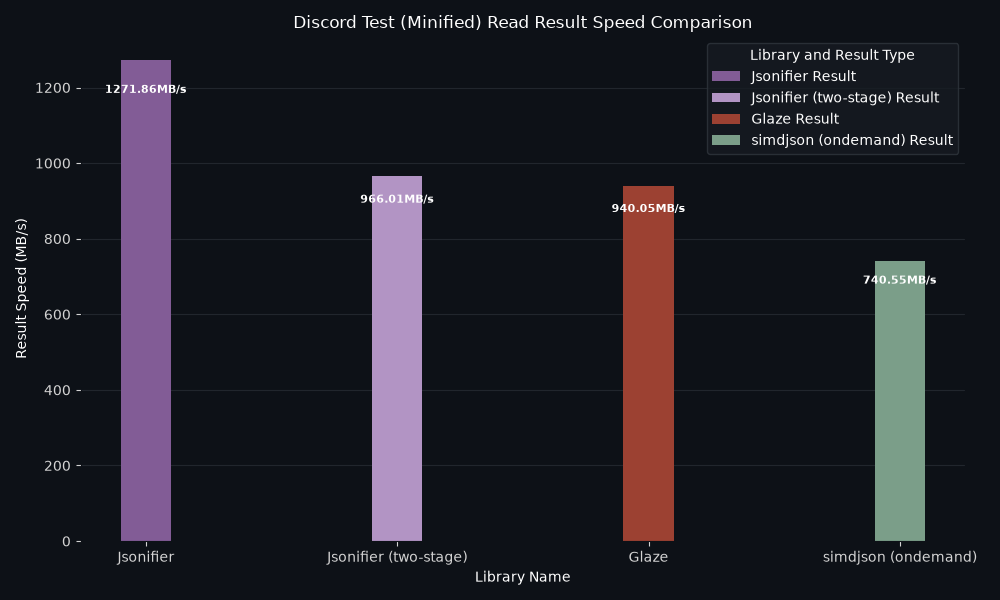 Discord Test (Minified) Read Result Speed Comparison
Library and Result Type
Jsonifier Result
Jsonifier (two-stage) Result
Glaze Result
simdjson (ondemand) Result
Result Speed (MB/s)
1200
1000
800
600
400
200
0
1271.86MB/s
966.01MB/s
940.05MB/s
740.55MB/s
Jsonifier
Jsonifier (two-stage)
Glaze
simdjson (ondemand)
Library Name